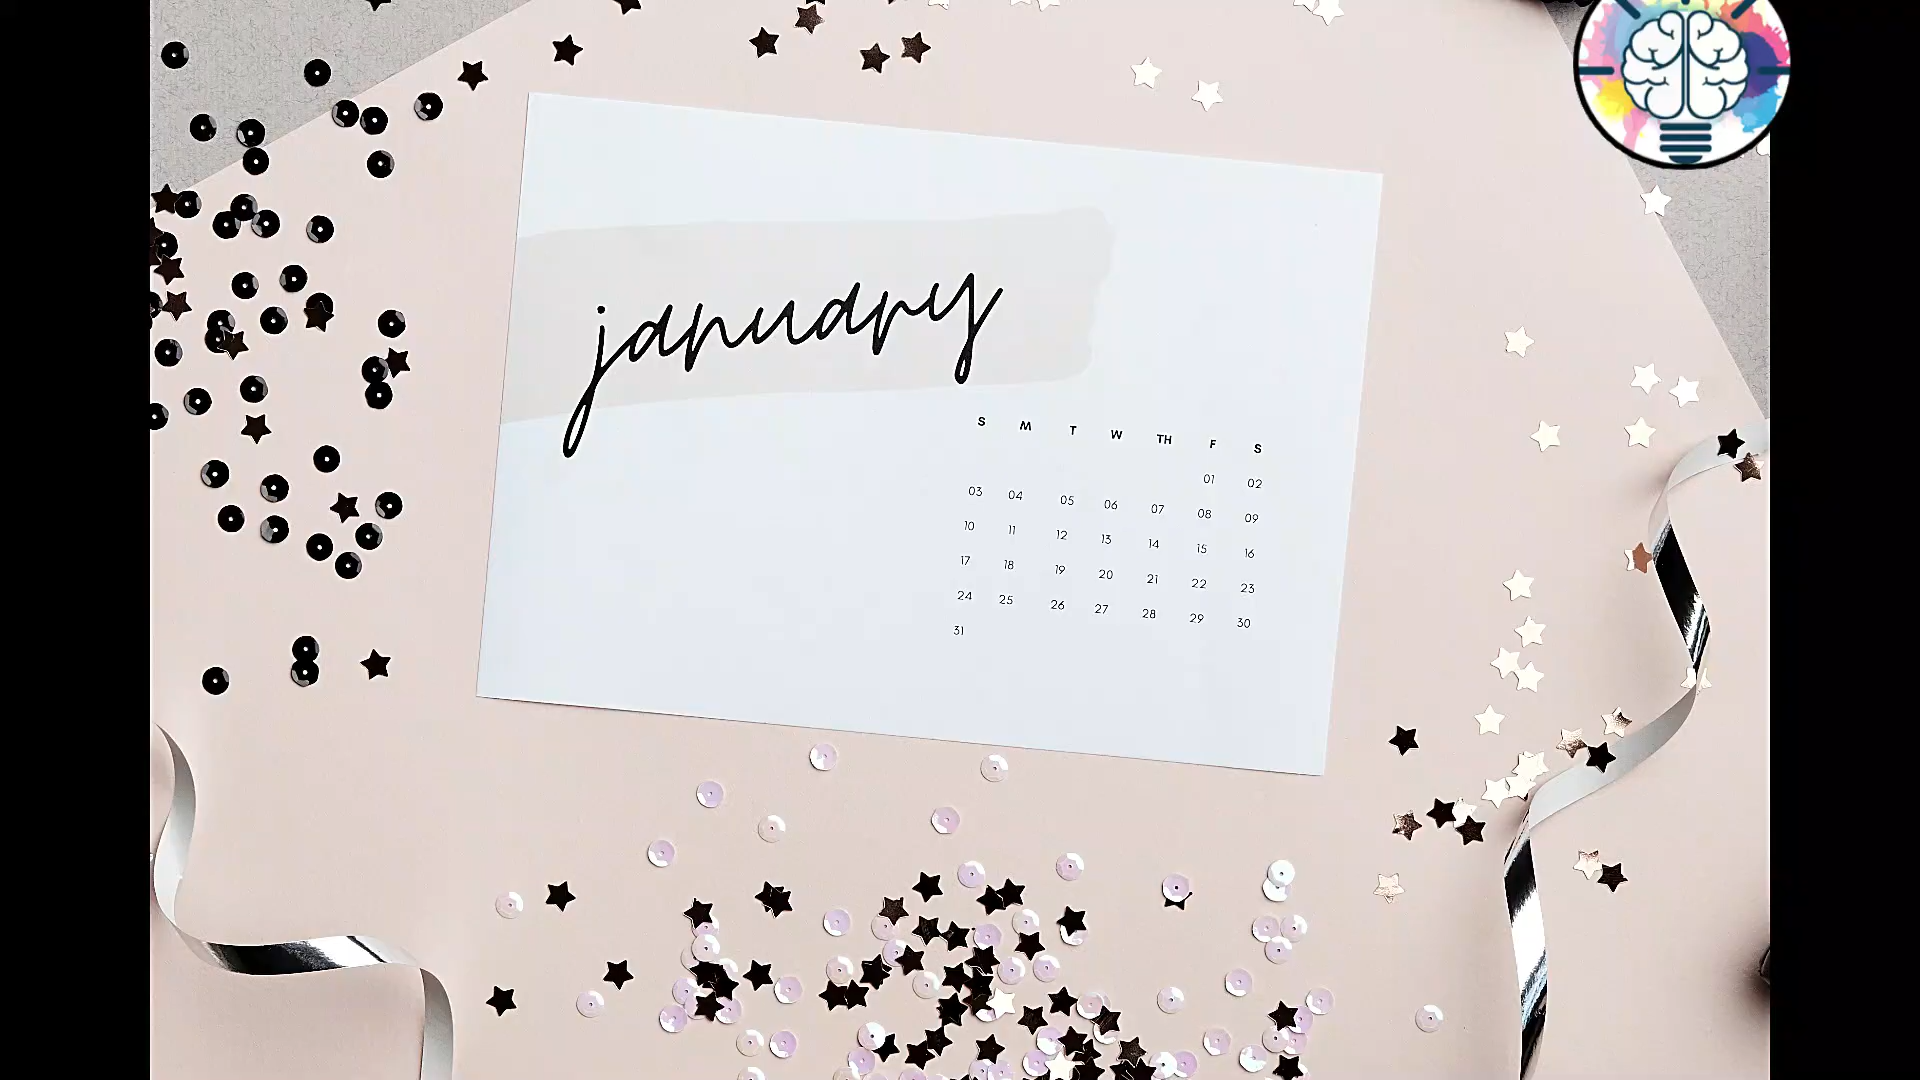 january
S M T W TH F S
01 02
03 04 05 06 07 08 09
10 11 12 13 14 15 16
17 18 19 20 21 22 23
24 25 26 27 28 29 30
31